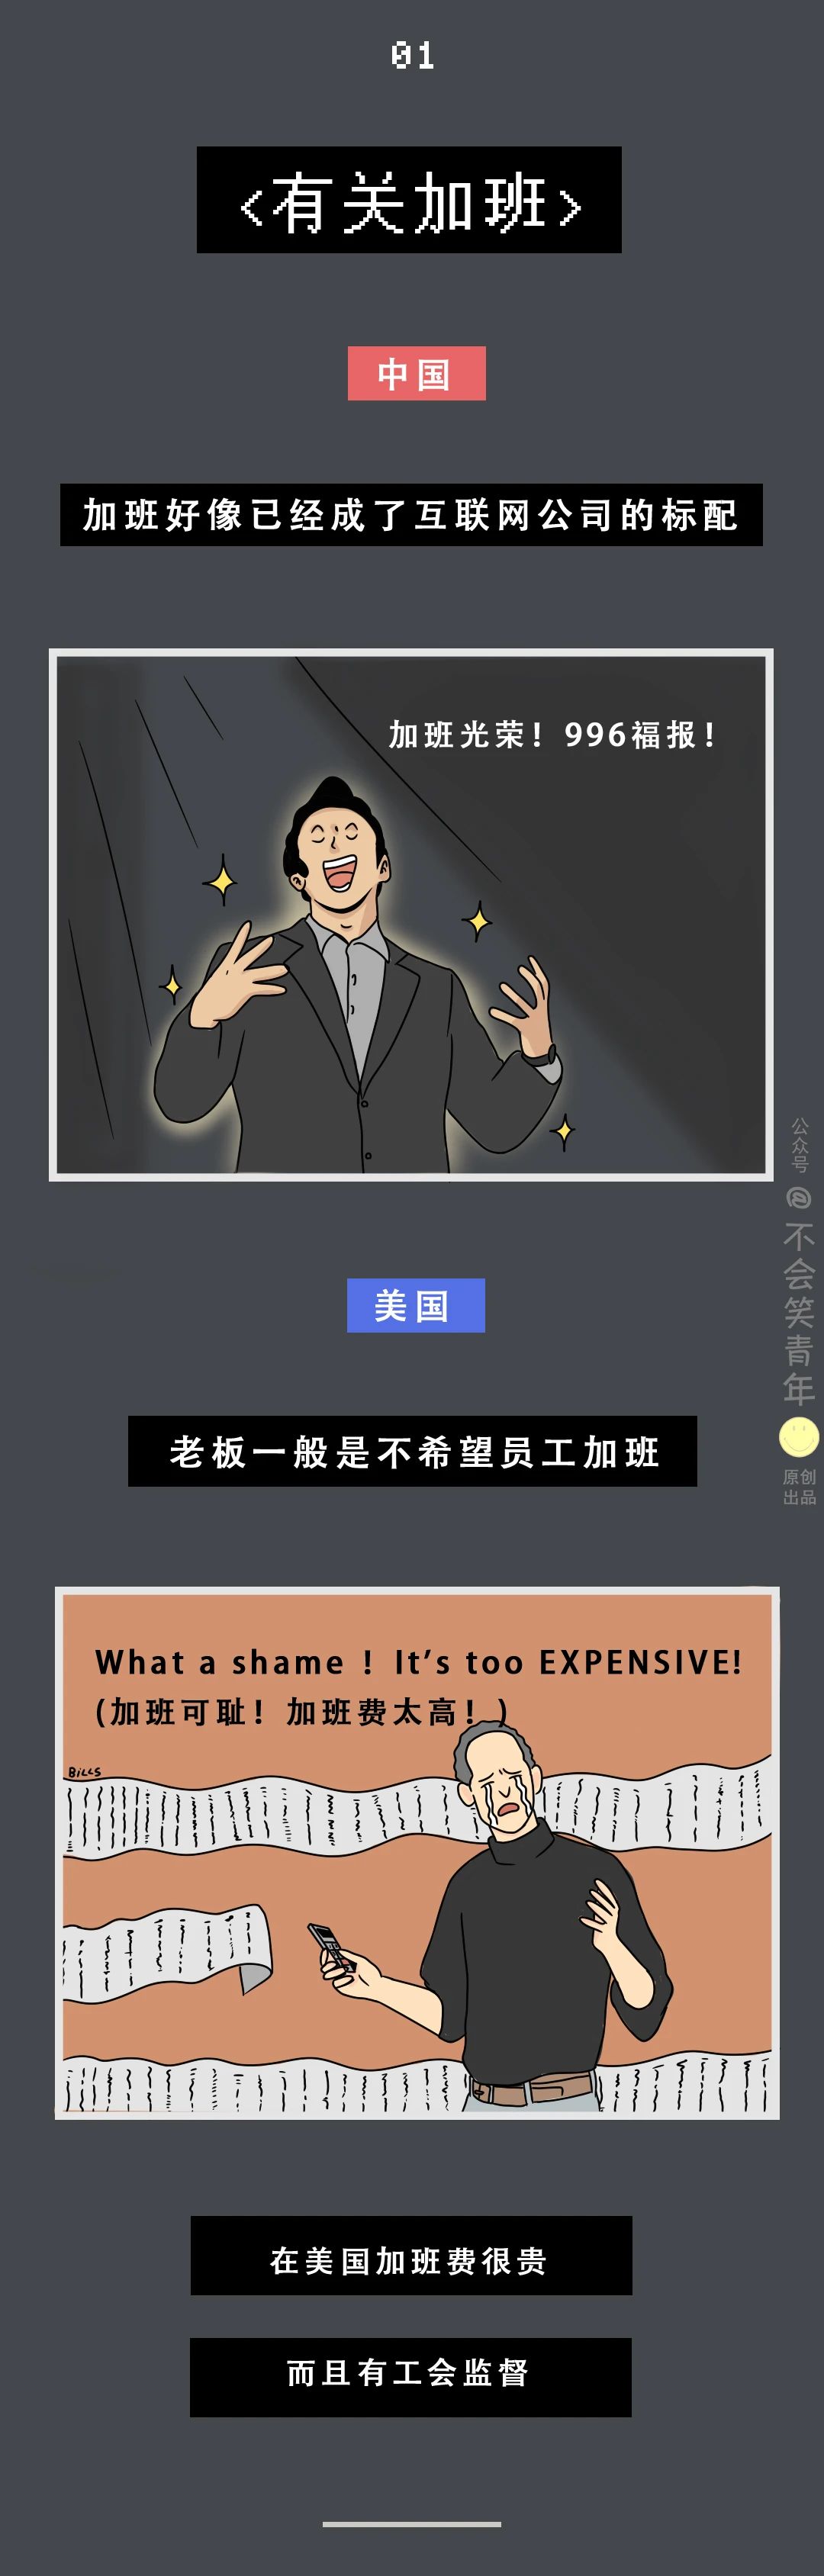 01
<有关加班>
中国
加班好像已经成了互联网公司的标配
加班光荣！996福报！
公众号
@不会笑青年
原创
出品
美国
老板一般是不希望员工加班
What a shame！It's too EXPENSIVE!
(加班可耻！加班费太高！)
BILLS
在美国加班费很贵
而且有工会监督